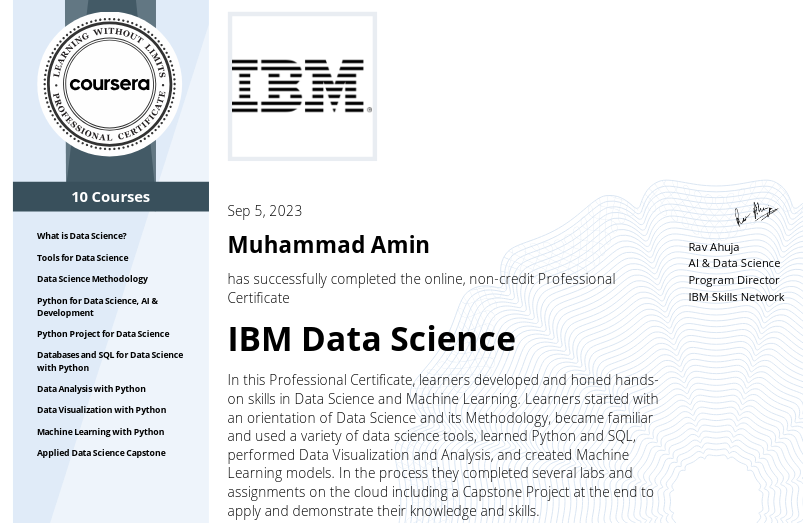 LEARNING WITHOUT LIMITS
coursera
PROFESSIONAL CERTIFICATE
10 Courses
What is Data Science?
Tools for Data Science
Data Science Methodology
Python for Data Science, AI &
Development
Python Project for Data Science
Databases and SQL for Data Science
with Python
Data Analysis with Python
Data Visualization with Python
Machine Learning with Python
Applied Data Science Capstone
IBM®
Sep 5, 2023
Muhammad Amin
has successfully completed the online, non-credit Professional
Certificate
IBM Data Science
In this Professional Certificate, learners developed and honed hands-
on skills in Data Science and Machine Learning. Learners started with
an orientation of Data Science and its Methodology, became familiar
and used a variety of data science tools, learned Python and SQL,
performed Data Visualization and Analysis, and created Machine
Learning models. In the process they completed several labs and
assignments on the cloud including a Capstone Project at the end to
apply and demonstrate their knowledge and skills.
Rav Ahuja
Rav Ahuja
AI & Data Science
Program Director
IBM Skills Network